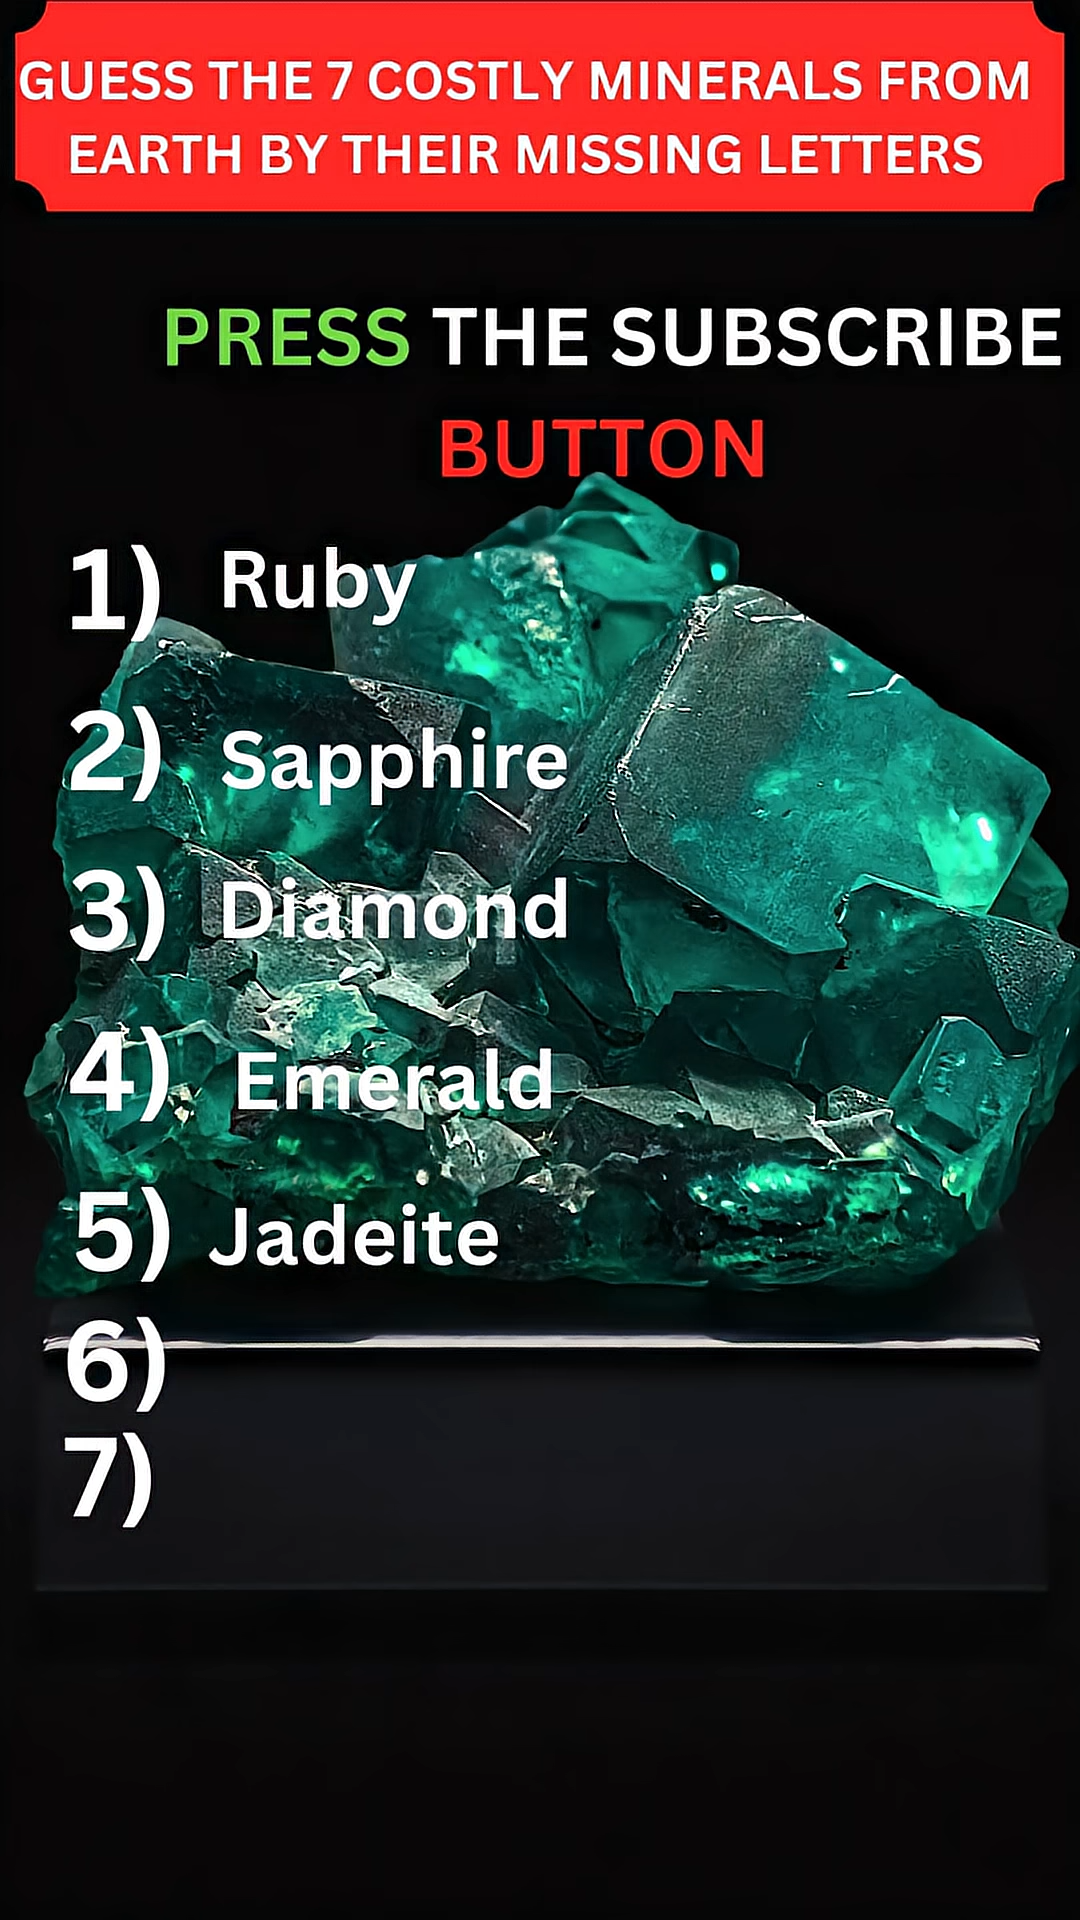 GUESS THE 7 COSTLY MINERALS FROM
EARTH BY THEIR MISSING LETTERS
PRESS THE SUBSCRIBE
BUTTON
1) Ruby
2) Sapphire
3) Diamond
4) Emerald
5) Jadeite
6)
7)